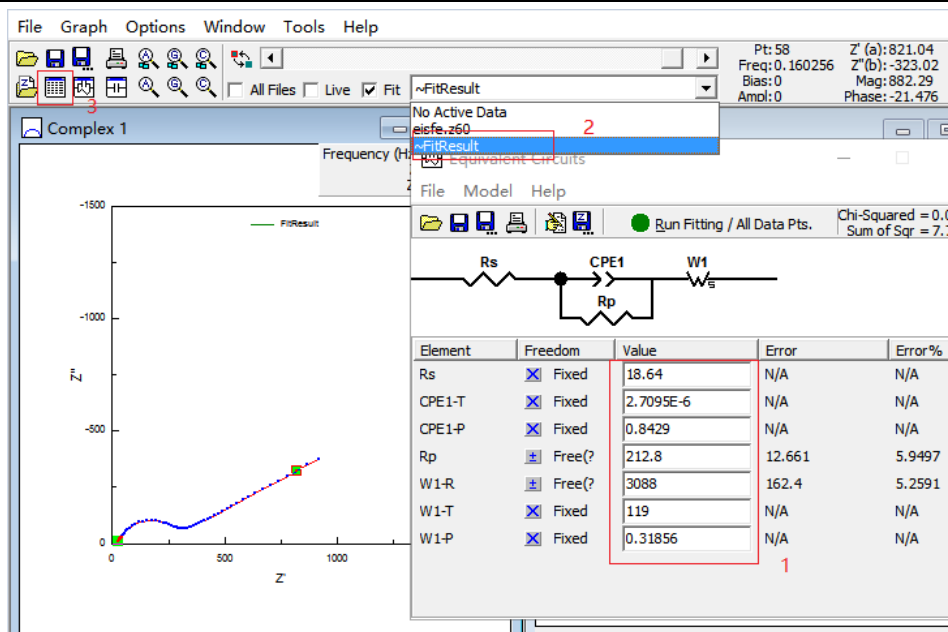 File Graph Options Window Tools Help
Pt: 58 Z' (a): 821.04
Freq: 0.160256 Z''(b): -323.02
Bias: 0 Mag: 882.29
Ampl: 0 Phase: -21.476
All Files Live Fit ~FitResult
3
No Active Data
eisfe.z60
~FitResult
2
Complex 1
Frequency (Hz
Equivalent Circuits
File Model Help
Run Fitting / All Data Pts.
Chi-Squared = 0.0
Sum of Sqr = 7.7
FitResult
-1500
-1000
-500
0
Z''
0 500 1000
Z'
Rs CPE1 W1
s
Rp
Element Freedom Value Error Error%
Rs Fixed 18.64 N/A N/A
CPE1-T Fixed 2.7095E-6 N/A N/A
CPE1-P Fixed 0.8429 N/A N/A
Rp ± Free(? 212.8 12.661 5.9497
W1-R ± Free(? 3088 162.4 5.2591
W1-T Fixed 119 N/A N/A
W1-P Fixed 0.31856 N/A N/A
1